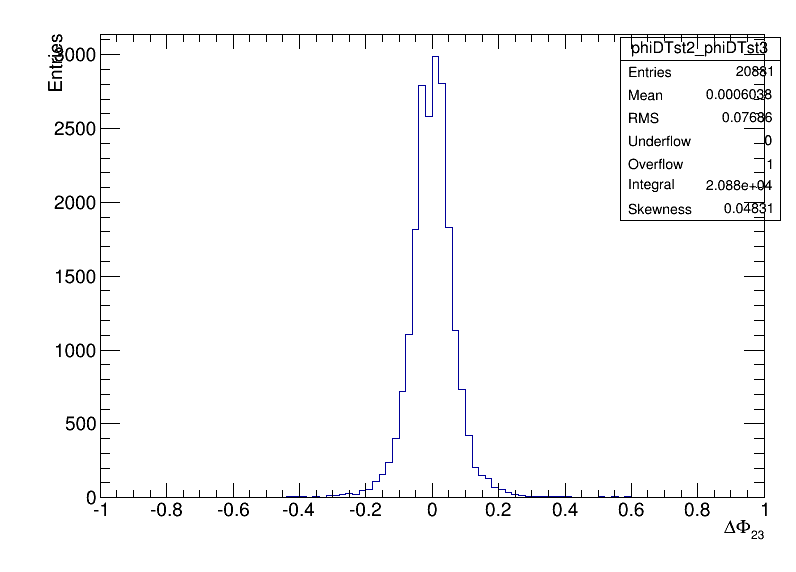 Entries
3000
2500
2000
1500
1000
500
0
-1 -0.8 -0.6 -0.4 -0.2 0 0.2 0.4 0.6 0.8 1
ΔΦ23
phiDTst2_phiDTst3
Entries 20881
Mean 0.0006038
RMS 0.07686
Underflow 0
Overflow 1
Integral 2.088e+04
Skewness 0.04831